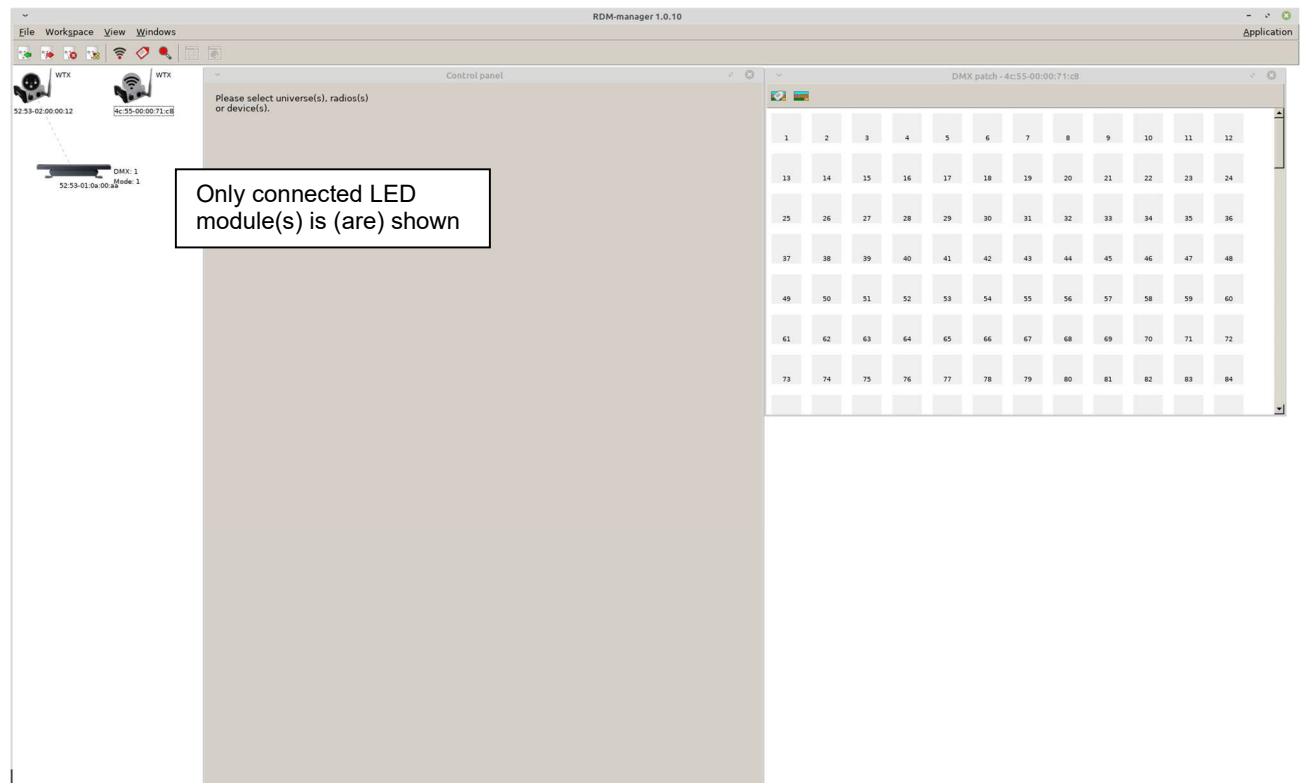 RDM-manager 1.0.10
File Workspace View Windows Application
WTX
52:53-02:00:00:12
WTX
4c:55-00:00:71:c8
DMX: 1
Mode: 1
52:53-01:0a:00:aa
Control panel
Please select universe(s), radios(s)
or device(s).
Only connected LED
module(s) is (are) shown
DMX patch - 4c:55-00:00:71:c8
1 2 3 4 5 6 7 8 9 10 11 12
13 14 15 16 17 18 19 20 21 22 23 24
25 26 27 28 29 30 31 32 33 34 35 36
37 38 39 40 41 42 43 44 45 46 47 48
49 50 51 52 53 54 55 56 57 58 59 60
61 62 63 64 65 66 67 68 69 70 71 72
73 74 75 76 77 78 79 80 81 82 83 84